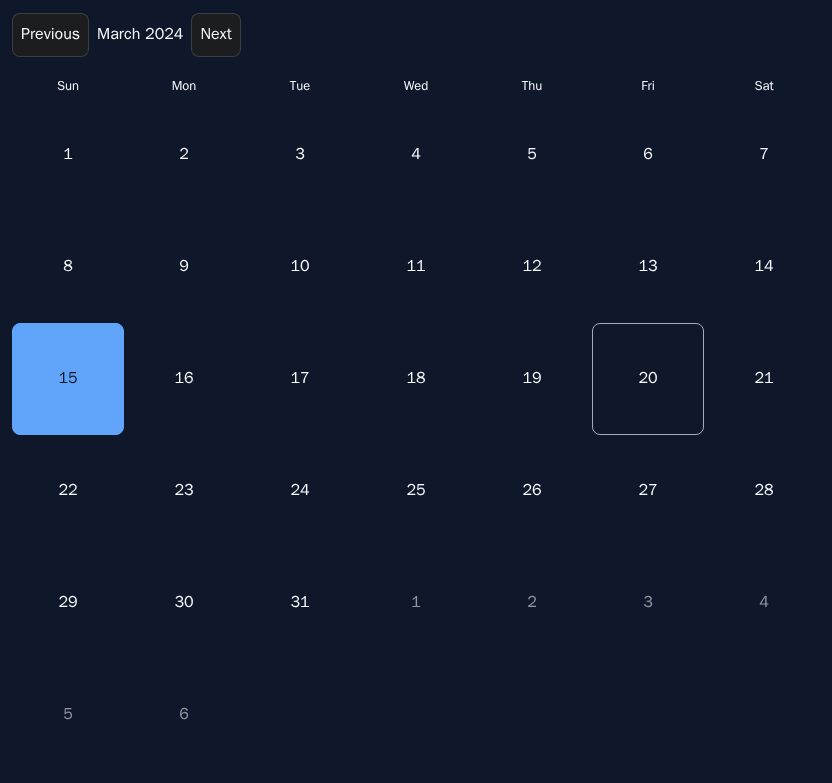 Previous March 2024 Next
Sun Mon Tue Wed Thu Fri Sat
1 2 3 4 5 6 7
8 9 10 11 12 13 14
15 16 17 18 19 20 21
22 23 24 25 26 27 28
29 30 31 1 2 3 4
5 6